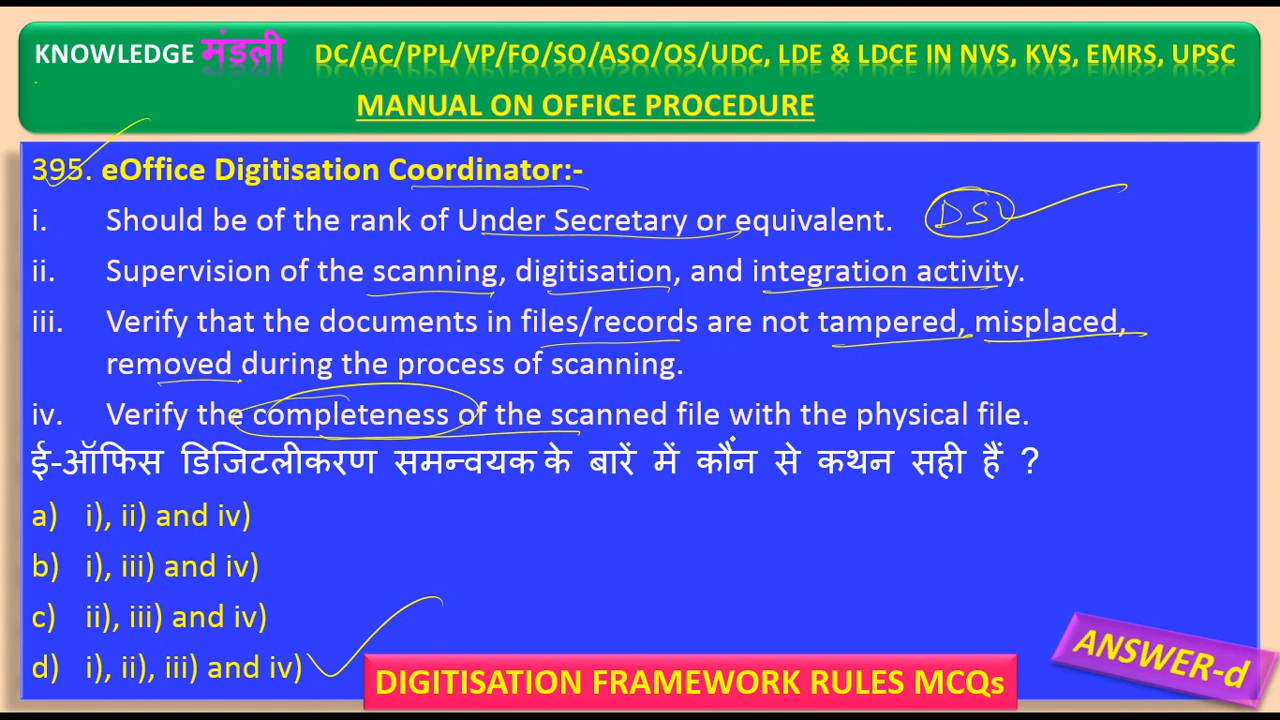 KNOWLEDGE मंडली DC/AC/PPL/VP/FO/SO/ASO/OS/UDC, LDE & LDCE IN NVS, KVS, EMRS, UPSC
MANUAL ON OFFICE PROCEDURE
395. eOffice Digitisation Coordinator:-
i. Should be of the rank of Under Secretary or equivalent.
ii. Supervision of the scanning, digitisation, and integration activity.
iii. Verify that the documents in files/records are not tampered, misplaced,
removed during the process of scanning.
iv. Verify the completeness of the scanned file with the physical file.
ई-ऑफिस डिजिटलीकरण समन्वयक के बारें में कौन से कथन सही हैं ?
a) i), ii) and iv)
b) i), iii) and iv)
c) ii), iii) and iv)
d) i), ii), iii) and iv)
ANSWER-d
DIGITISATION FRAMEWORK RULES MCQs